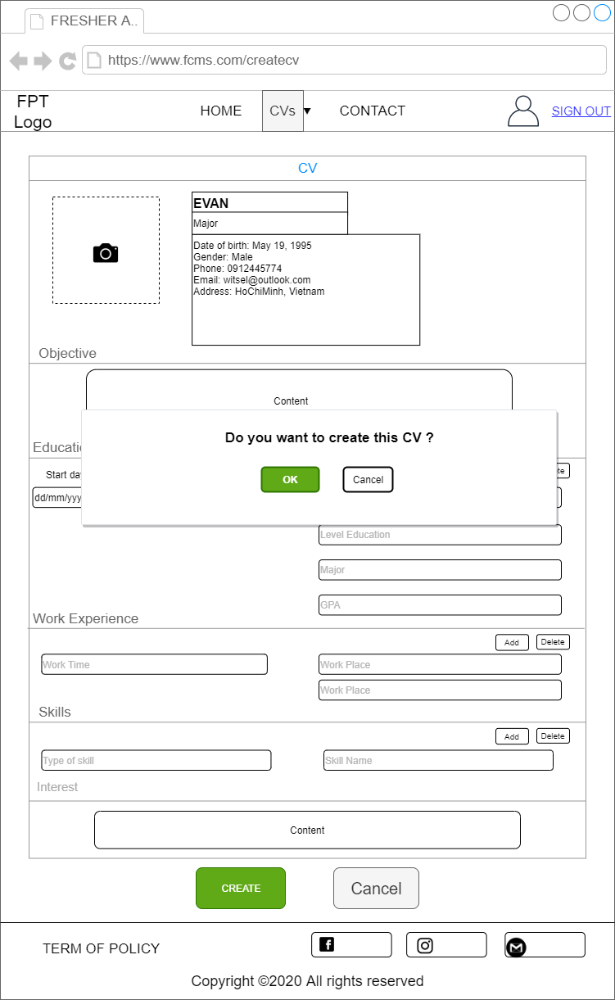 FRESHER A..
https://www.fcms.com/createcv
FPT
Logo
HOME
CVs
CONTACT
SIGN OUT
CV
EVAN
Major
Date of birth: May 19, 1995
Gender: Male
Phone: 0912445774
Email: witsel@outlook.com
Address: HoChiMinh, Vietnam
Objective
Content
Do you want to create this CV ?
OK
Cancel
Start
dd/mm/yyy
Level Education
Major
GPA
Work Experience
Add
Delete
Work Time
Work Place
Work Place
Skills
Add
Delete
Type of skill
Skill Name
Interest
Content
CREATE
Cancel
TERM OF POLICY
Copyright ©2020 All rights reserved